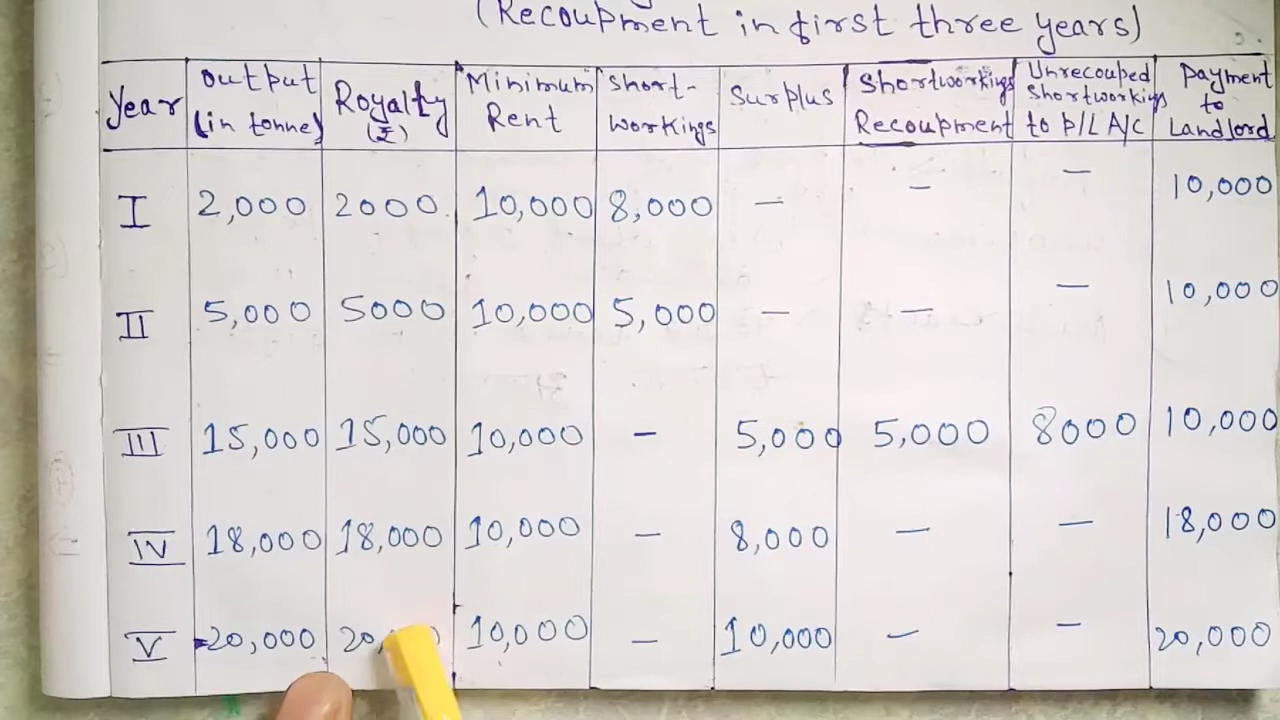 (Recoupment in first three years)
Year | output (in tonne) | Royalty (₹) | Minimum Rent | Short-workings | Surplus | Shortworkings Recoupment | Unrecouped Shortworking to P/L A/C | Payment to Landlord
I | 2,000 | 2000 | 10,000 | 8,000 | — | — | — | 10,000
II | 5,000 | 5000 | 10,000 | 5,000 | — | — | — | 10,000
III | 15,000 | 15,000 | 10,000 | — | 5,000 | 5,000 | 8000 | 10,000
IV | 18,000 | 18,000 | 10,000 | — | 8,000 | — | — | 18,000
V | 20,000 | 20, | 10,000 | — | 10,000 | — | — | 20,000